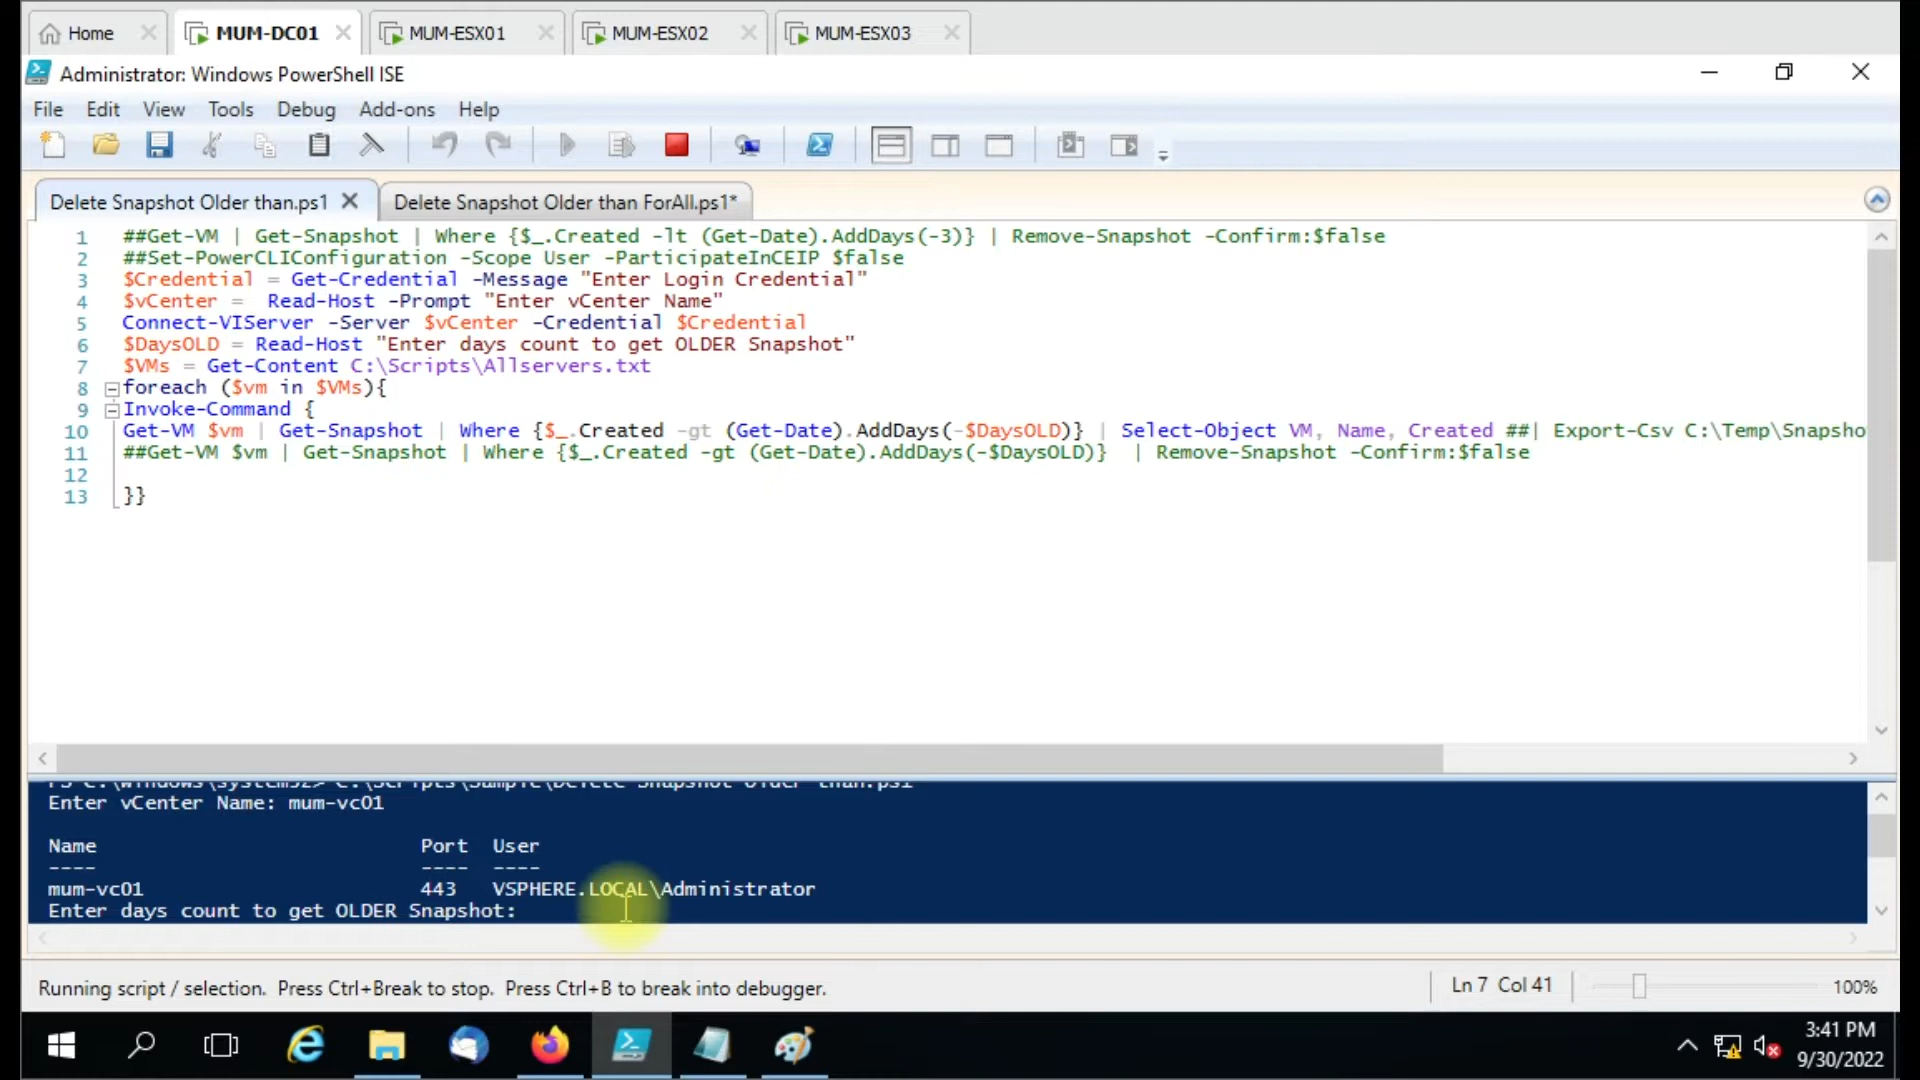 Home
MUM-DC01
MUM-ESX01
MUM-ESX02
MUM-ESX03
Administrator: Windows PowerShell ISE
File Edit View Tools Debug Add-ons Help
Delete Snapshot Older than.ps1
Delete Snapshot Older than ForAll.ps1*
1 ##Get-VM | Get-Snapshot | Where {$_.Created -lt (Get-Date).AddDays(-3)} | Remove-Snapshot -Confirm:$false
2 ##Set-PowerCLIConfiguration -Scope User -ParticipateInCEIP $false
3 $Credential = Get-Credential -Message "Enter Login Credential"
4 $vCenter =  Read-Host -Prompt "Enter vCenter Name"
5 Connect-VIServer -Server $vCenter -Credential $Credential
6 $DaysOLD = Read-Host "Enter days count to get OLDER Snapshot"
7 $VMs = Get-Content C:\Scripts\Allservers.txt
8 foreach ($vm in $VMs){
9 Invoke-Command {
10 Get-VM $vm | Get-Snapshot | Where {$_.Created -gt (Get-Date).AddDays(-$DaysOLD)} | Select-Object VM, Name, Created ##| Export-Csv C:\Temp\Snapsho
11 ##Get-VM $vm | Get-Snapshot | Where {$_.Created -gt (Get-Date).AddDays(-$DaysOLD)}  | Remove-Snapshot -Confirm:$false
12
13 }}
PS C:\Windows\system32> C:\Scripts\Sample\Delete Snapshot Older than.ps1
Enter vCenter Name: mum-vc01
Name Port User
---- ---- ----
mum-vc01 443 VSPHERE.LOCAL\Administrator
Enter days count to get OLDER Snapshot:
Running script / selection.  Press Ctrl+Break to stop.  Press Ctrl+B to break into debugger.
Ln 7 Col 41
100%
3:41 PM
9/30/2022